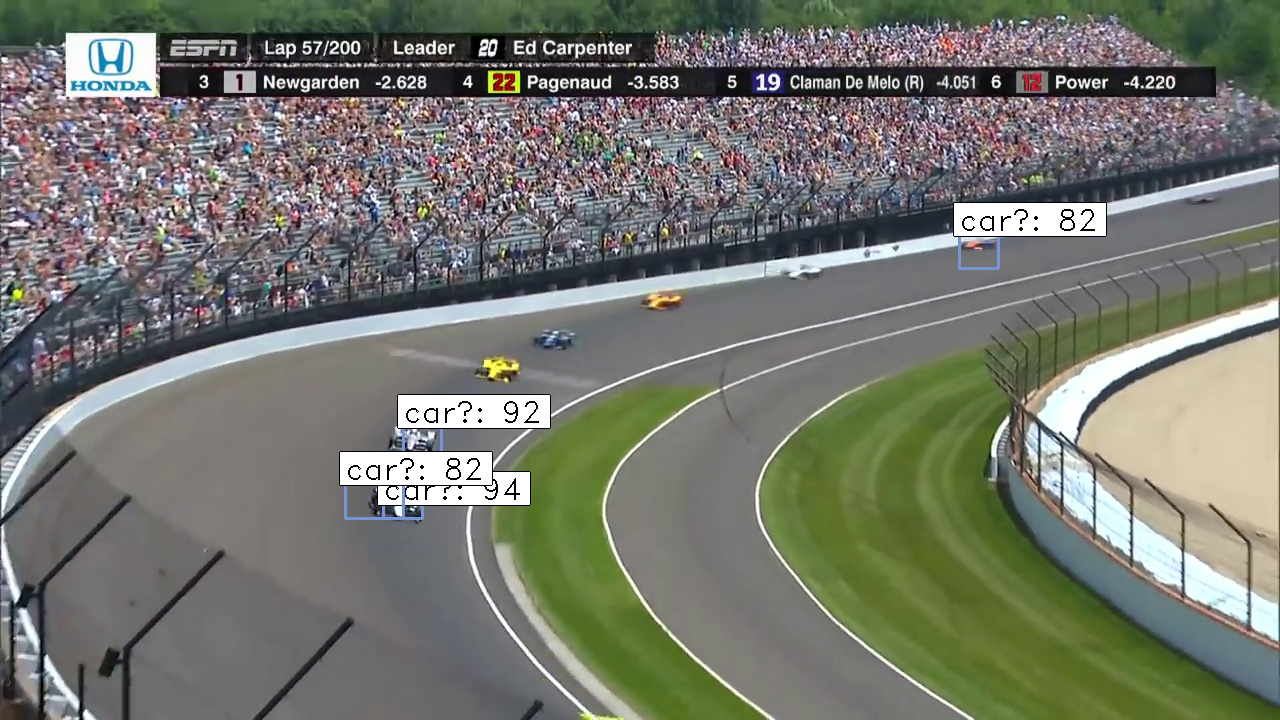 HONDA
ESPN Lap 57/200 Leader 20 Ed Carpenter
3 1 Newgarden -2.628 4 22 Pagenaud -3.583 5 19 Claman De Melo (R) -4.051 6 12 Power -4.220
car?: 82
car?: 92
car?: 82
car?: 94